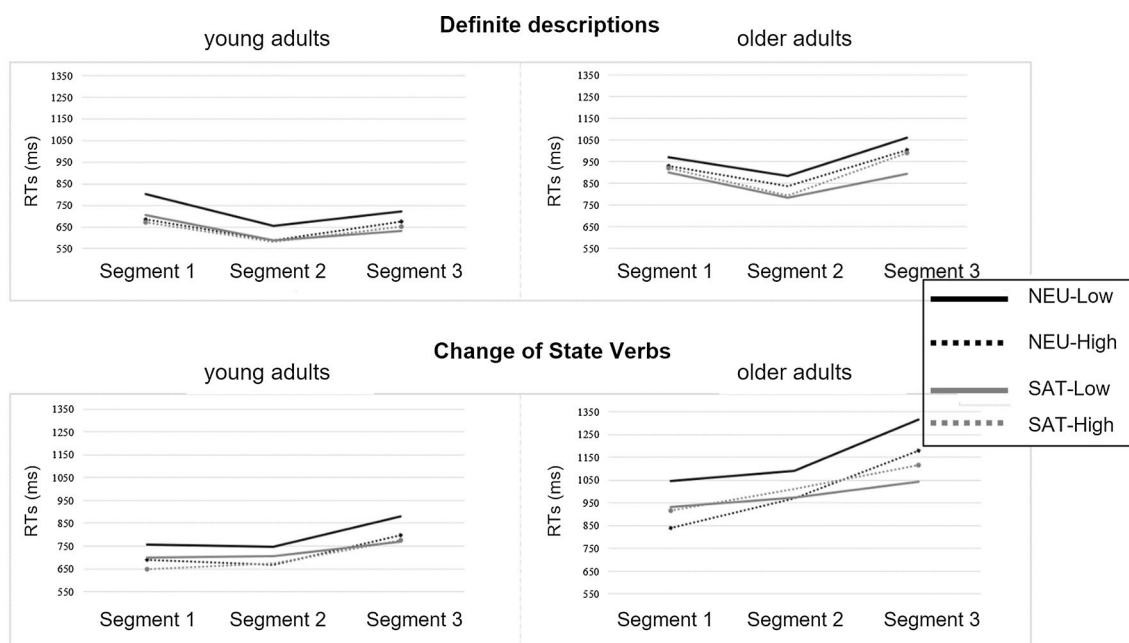 Definite descriptions
young adults
older adults
RTs (ms)
1350
1250
1150
1050
950
850
750
650
550
Segment 1 Segment 2 Segment 3
RTs (ms)
1350
1250
1150
1050
950
850
750
650
550
Segment 1 Segment 2 Segment 3
NEU-Low
NEU-High
SAT-Low
SAT-High
Change of State Verbs
young adults
older adults
RTs (ms)
1350
1250
1150
1050
950
850
750
650
550
Segment 1 Segment 2 Segment 3
RTs (ms)
1350
1250
1150
1050
950
850
750
650
550
Segment 1 Segment 2 Segment 3